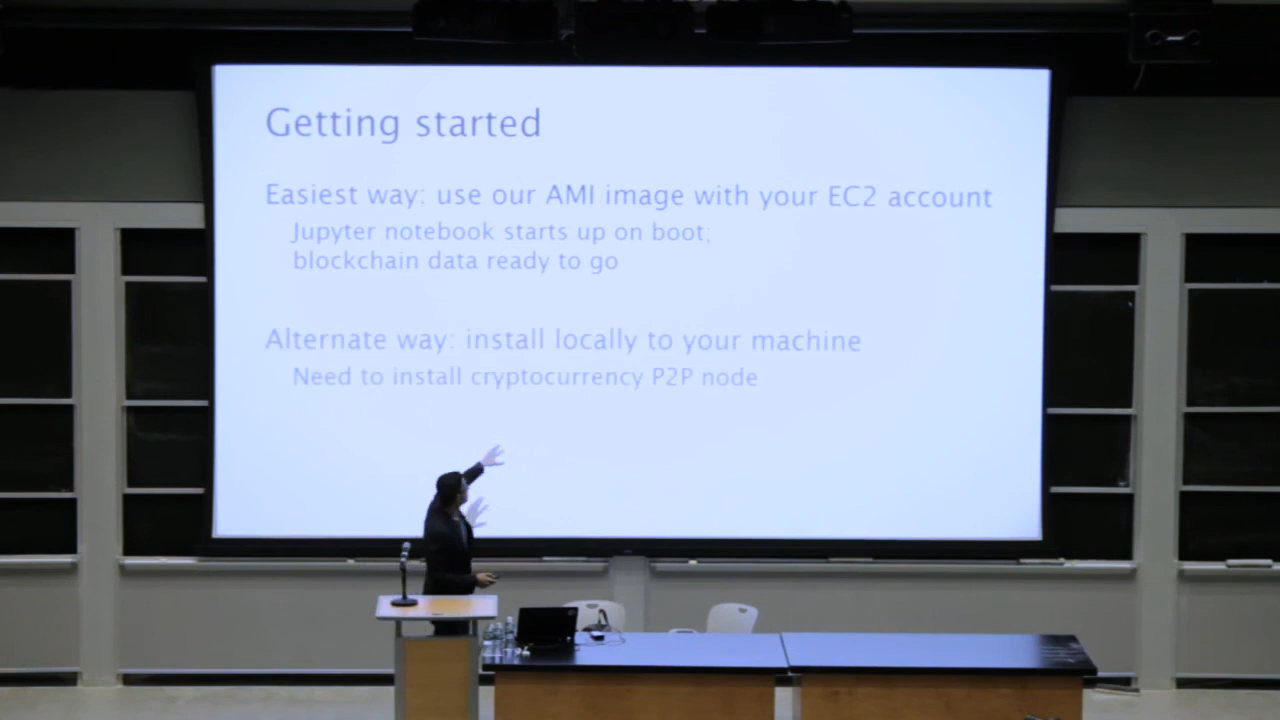 Getting started
Easiest way: use our AMI image with your EC2 account
Jupyter notebook starts up on boot;
blockchain data ready to go
Alternate way: install locally to your machine
Need to install cryptocurrency P2P node